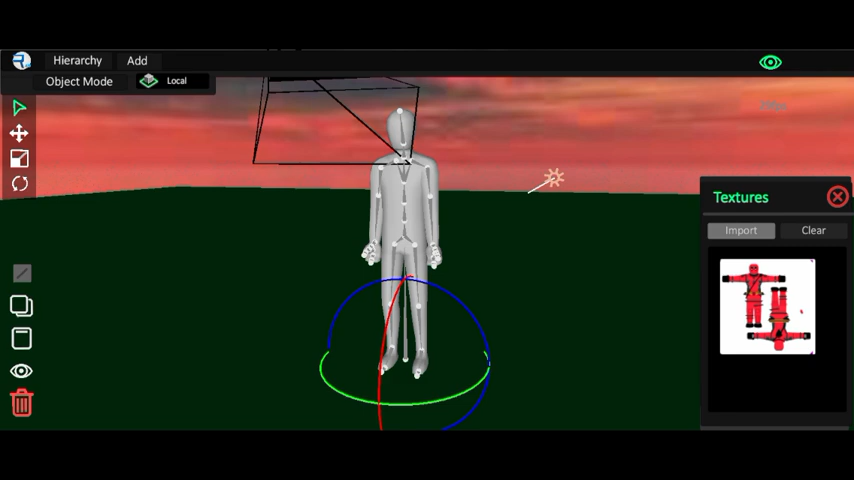 Hierarchy Add
Object Mode Local
Textures
Import Clear